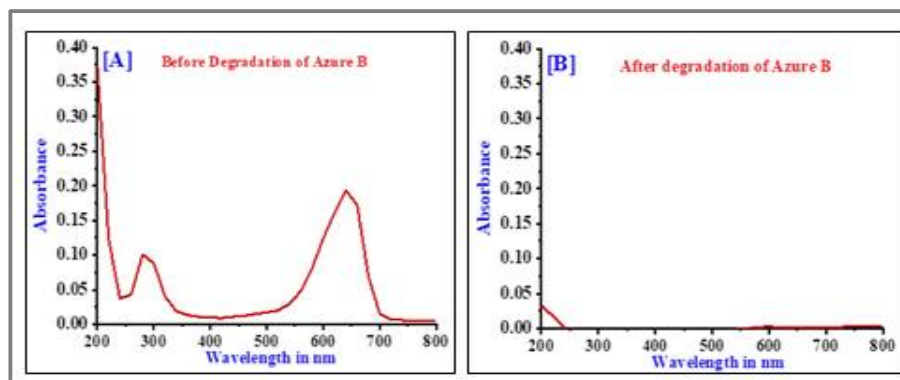 [A] Before Degradation of Azure B
0.40
0.35
0.30
0.25
0.20
0.15
0.10
0.05
0.00
Absorbance
200 300 400 500 600 700 800
Wavelength in nm
[B] After degradation of Azure B
0.40
0.35
0.30
0.25
0.20
0.15
0.10
0.05
0.00
Absorbance
200 300 400 500 600 700 800
Wavelength in nm